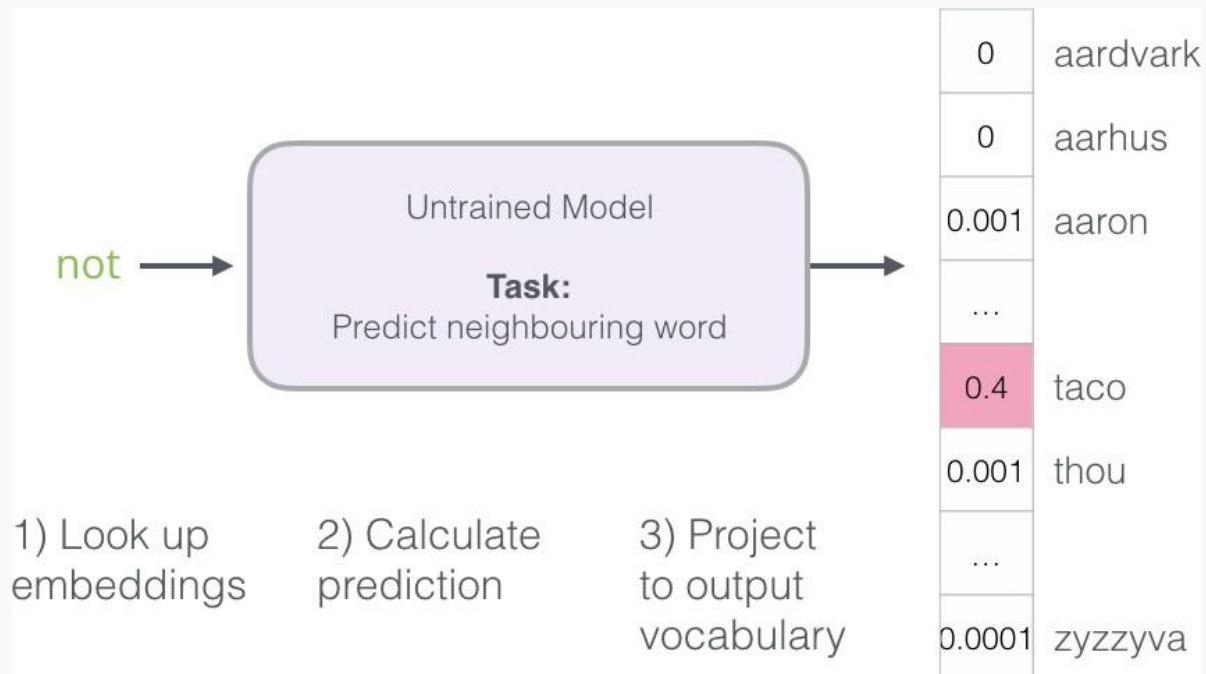 0 aardvark
0 aarhus
0.001 aaron
...
0.4 taco
0.001 thou
...
0.0001 zyzzyva
not
Untrained Model
Task:
Predict neighbouring word
1) Look up
embeddings
2) Calculate
prediction
3) Project
to output
vocabulary